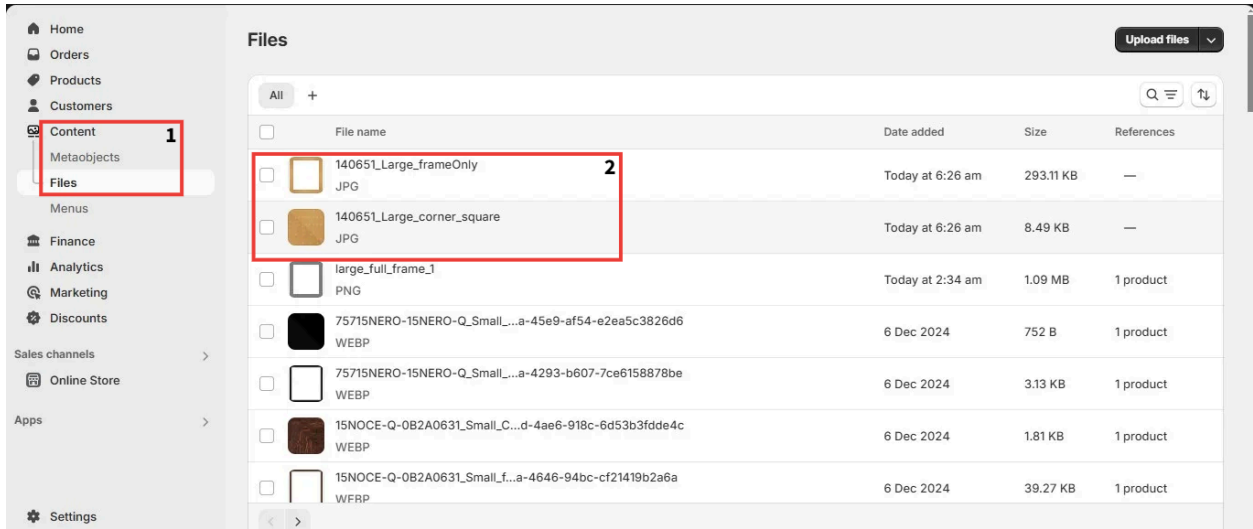 Home
Orders
Products
Customers
Content 1
Metaobjects
Files
Menus
Finance
Analytics
Marketing
Discounts
Sales channels
Online Store
Apps
Settings
Files
Upload files
All
File name Date added Size References
140651_Large_frameOnly 2
JPG
Today at 6:26 am 293.11 KB —
140651_Large_corner_square
JPG
Today at 6:26 am 8.49 KB —
large_full_frame_1
PNG
Today at 2:34 am 1.09 MB 1 product
75715NERO-15NERO-Q_Small_...a-45e9-af54-e2ea5c3826d6
WEBP
6 Dec 2024 752 B 1 product
75715NERO-15NERO-Q_Small_...a-4293-b607-7ce6158878be
WEBP
6 Dec 2024 3.13 KB 1 product
15NOCE-Q-0B2A0631_Small_C...d-4ae6-918c-6d53b3fdde4c
WEBP
6 Dec 2024 1.81 KB 1 product
15NOCE-Q-0B2A0631_Small_f...a-4646-94bc-cf21419b2a6a
WEBP
6 Dec 2024 39.27 KB 1 product